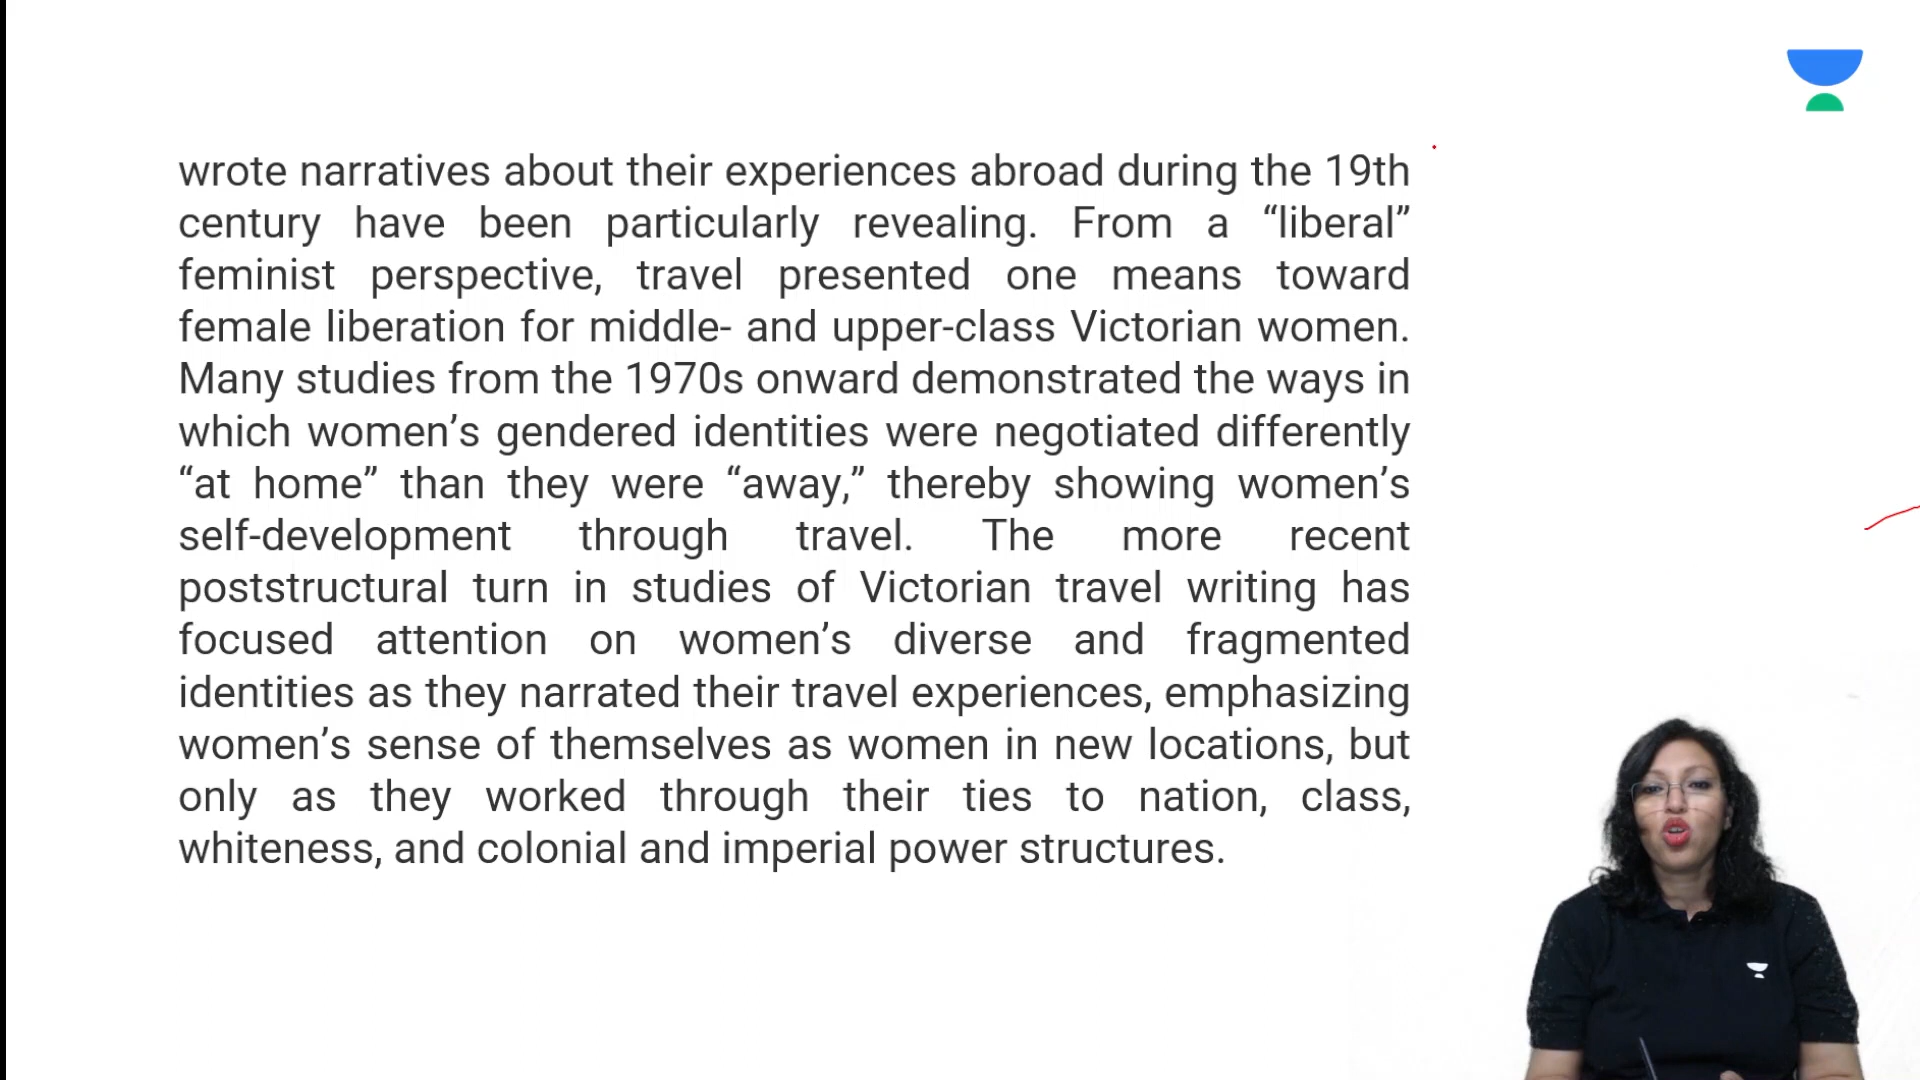 wrote narratives about their experiences abroad during the 19th
century have been particularly revealing. From a “liberal”
feminist perspective, travel presented one means toward
female liberation for middle- and upper-class Victorian women.
Many studies from the 1970s onward demonstrated the ways in
which women’s gendered identities were negotiated differently
“at home” than they were “away,” thereby showing women’s
self-development through travel. The more recent
poststructural turn in studies of Victorian travel writing has
focused attention on women’s diverse and fragmented
identities as they narrated their travel experiences, emphasizing
women’s sense of themselves as women in new locations, but
only as they worked through their ties to nation, class,
whiteness, and colonial and imperial power structures.